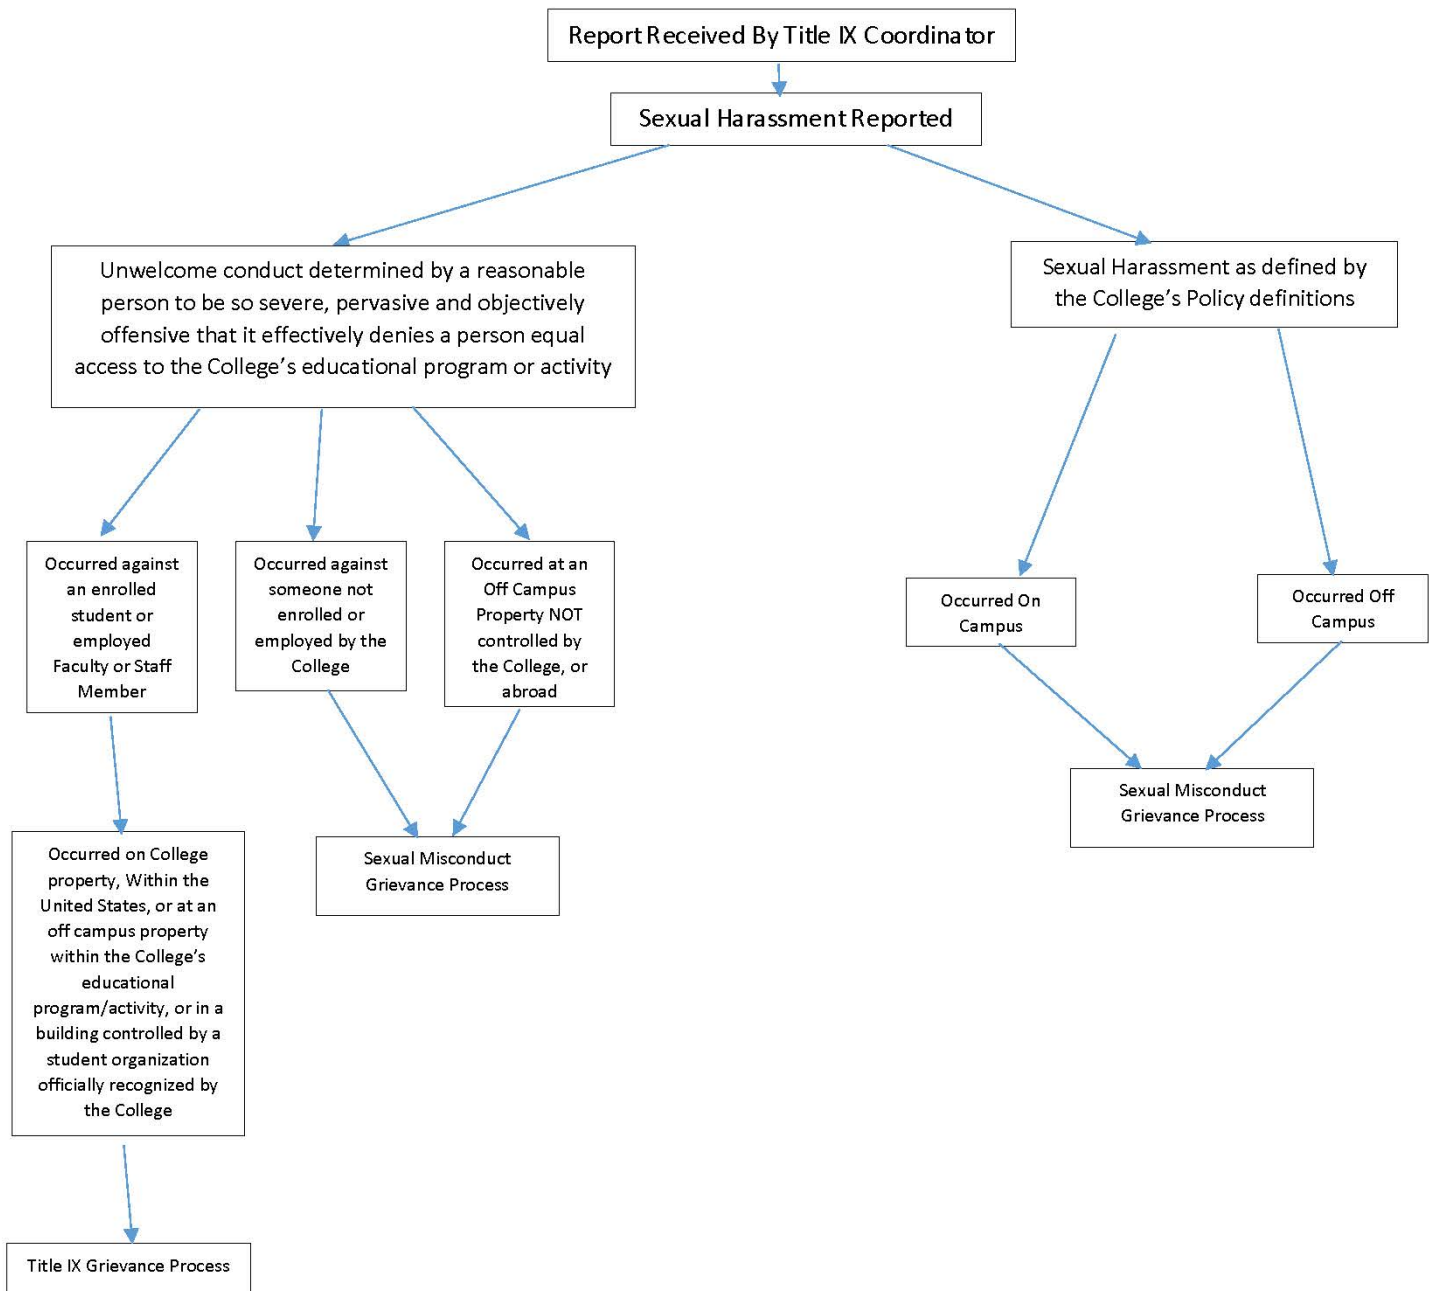 Report Received By Title IX Coordinator
Sexual Harassment Reported
Unwelcome conduct determined by a reasonable
person to be so severe, pervasive and objectively
offensive that it effectively denies a person equal
access to the College’s educational program or activity
Sexual Harassment as defined by
the College’s Policy definitions
Occurred against
an enrolled
student or
employed
Faculty or Staff
Member
Occurred against
someone not
enrolled or
employed by the
College
Occurred at an
Off Campus
Property NOT
controlled by
the College, or
abroad
Occurred On
Campus
Occurred Off
Campus
Sexual Misconduct
Grievance Process
Occurred on College
property, Within the
United States, or at an
off campus property
within the College’s
educational
program/activity, or in a
building controlled by a
student organization
officially recognized by
the College
Sexual Misconduct
Grievance Process
Title IX Grievance Process